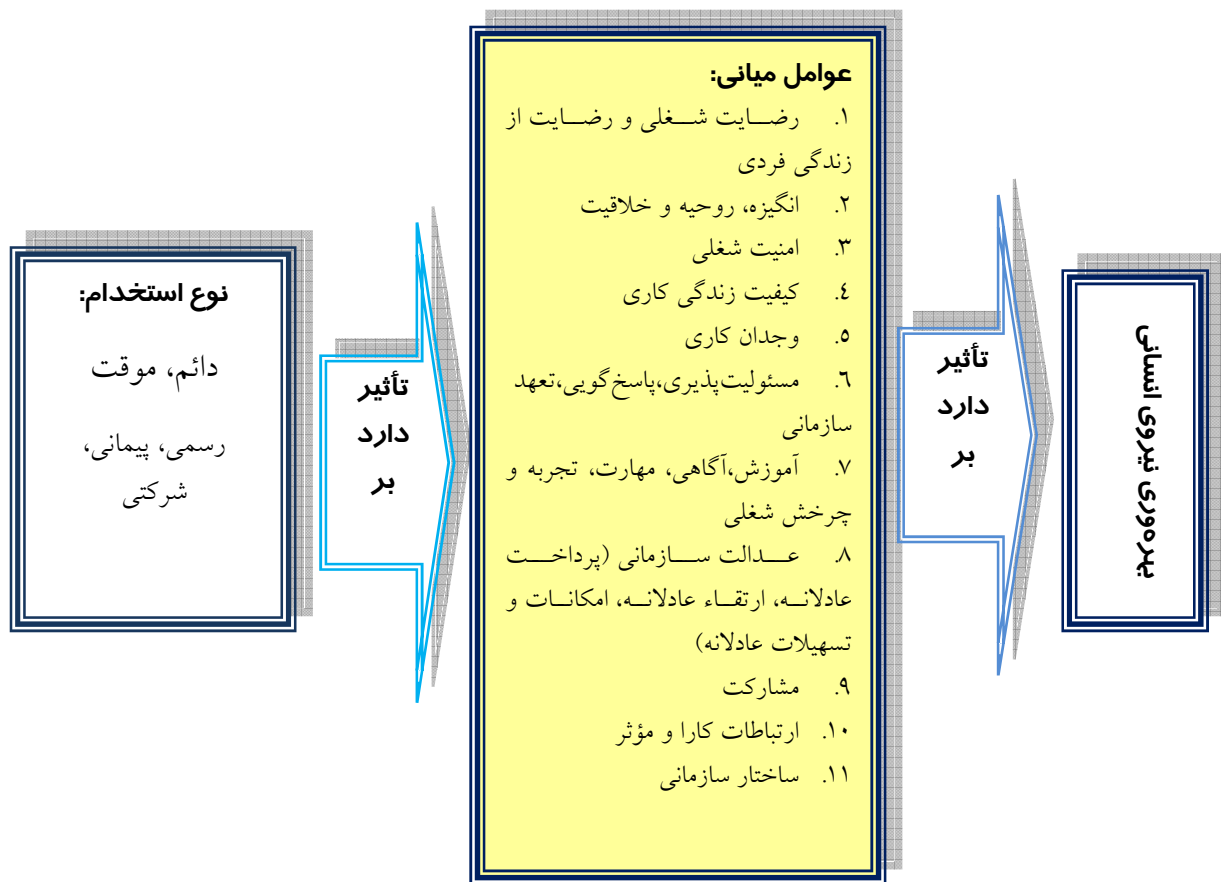 نوع استخدام:
دائم، موقت
رسمی، پیمانی،
شرکتی
تأثیر
دارد
بر
عوامل میانی:
۱. رضایت شغلی و رضایت از
زندگی فردی
۲. انگیزه، روحیه و خلاقیت
۳. امنیت شغلی
٤. کیفیت زندگی کاری
٥. وجدان کاری
٦. مسئولیت‌پذیری،پاسخ‌گویی،تعهد
سازمانی
۷. آموزش،آگاهی، مهارت، تجربه و
چرخش شغلی
۸. عدالت سازمانی (پرداخت
عادلانه، ارتقاء عادلانه، امکانات و
تسهیلات عادلانه)
۹. مشارکت
۱۰. ارتباطات کارا و مؤثر
۱۱. ساختار سازمانی
تأثیر
دارد
بر
بهره‌وری نیروی انسانی